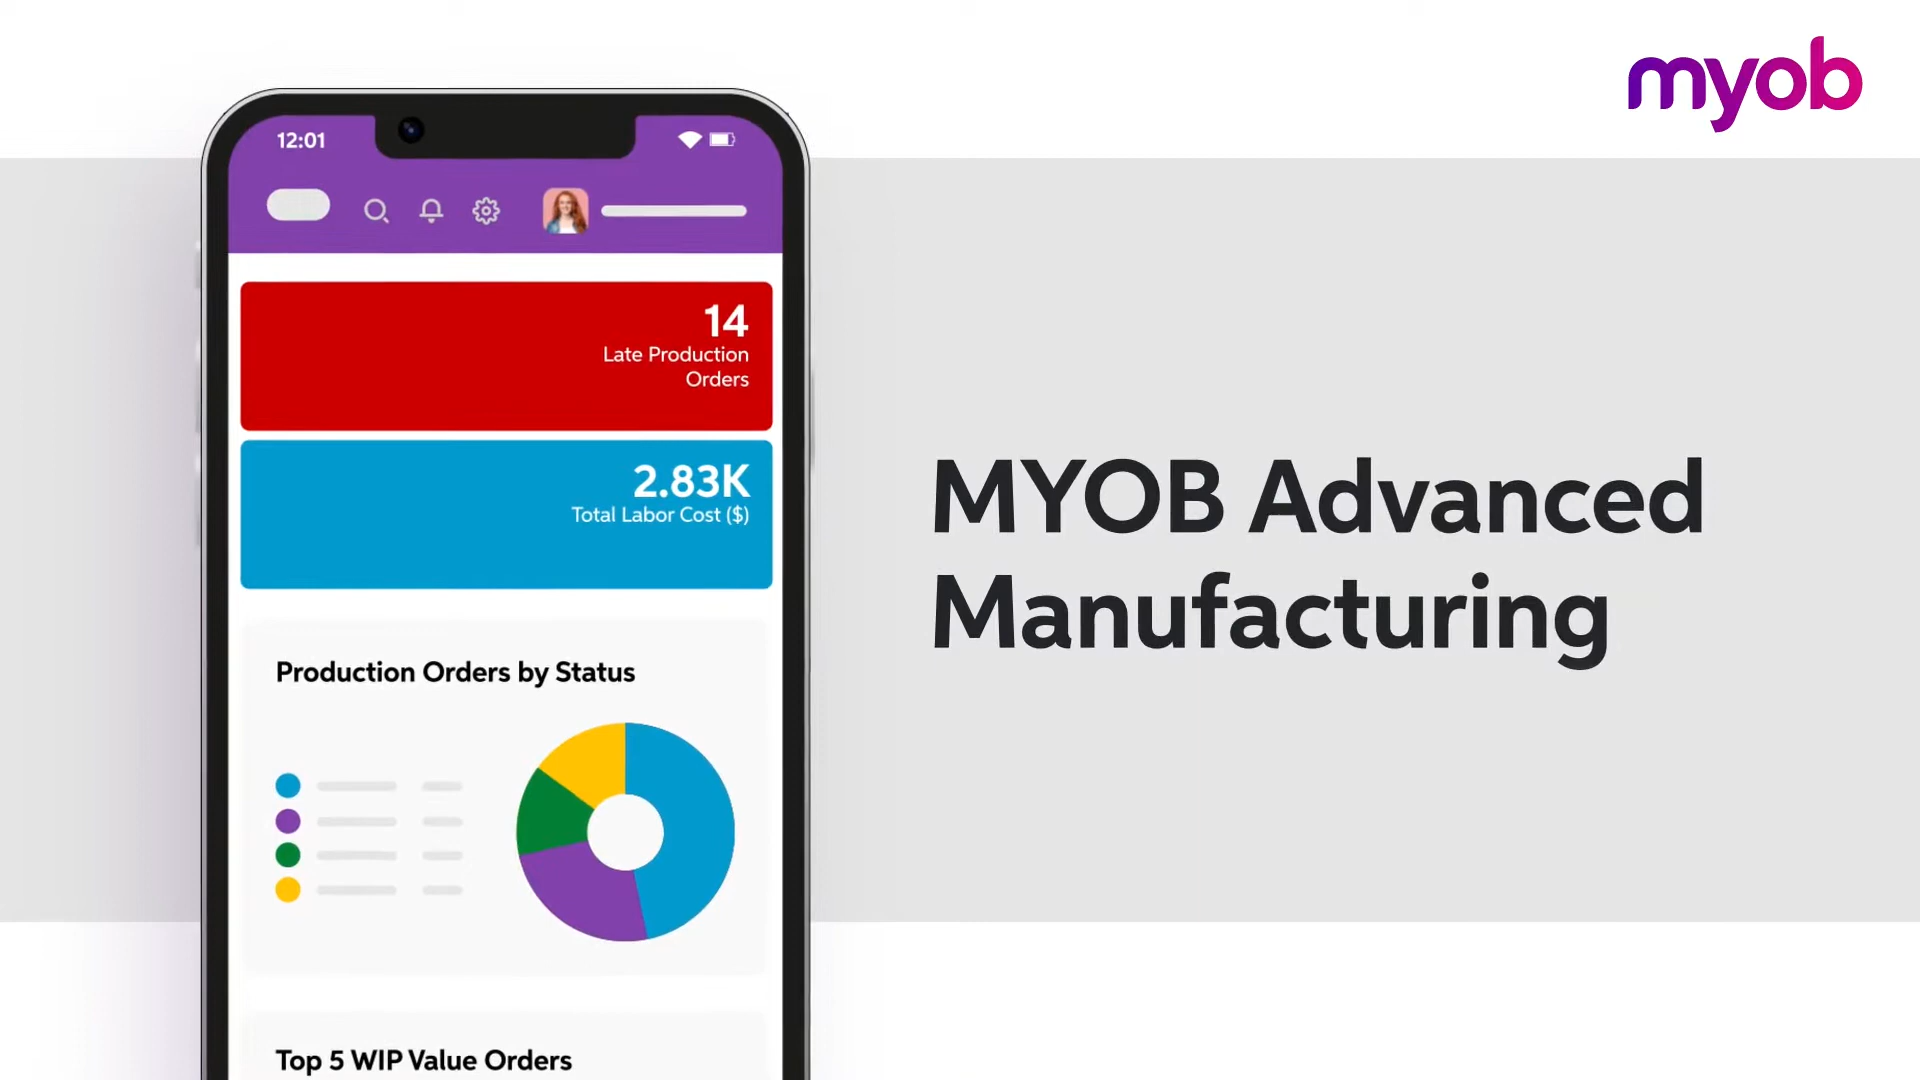 myob
12:01
14
Late Production
Orders
2.83K
Total Labor Cost ($)
Production Orders by Status
Top 5 WIP Value Orders
MYOB Advanced
Manufacturing